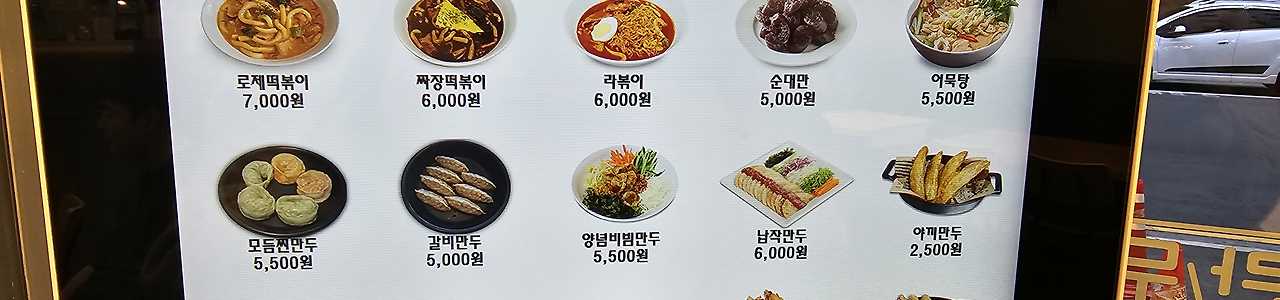 로제떡볶이 짜장떡볶이 라볶이 순대만 어묵탕
7,000원 6,000원 6,000원 5,000원 5,500원
모듬찐만두 갈비만두 양념비빔만두 납작만두 야끼만두
5,500원 5,000원 5,500원 6,000원 2,500원